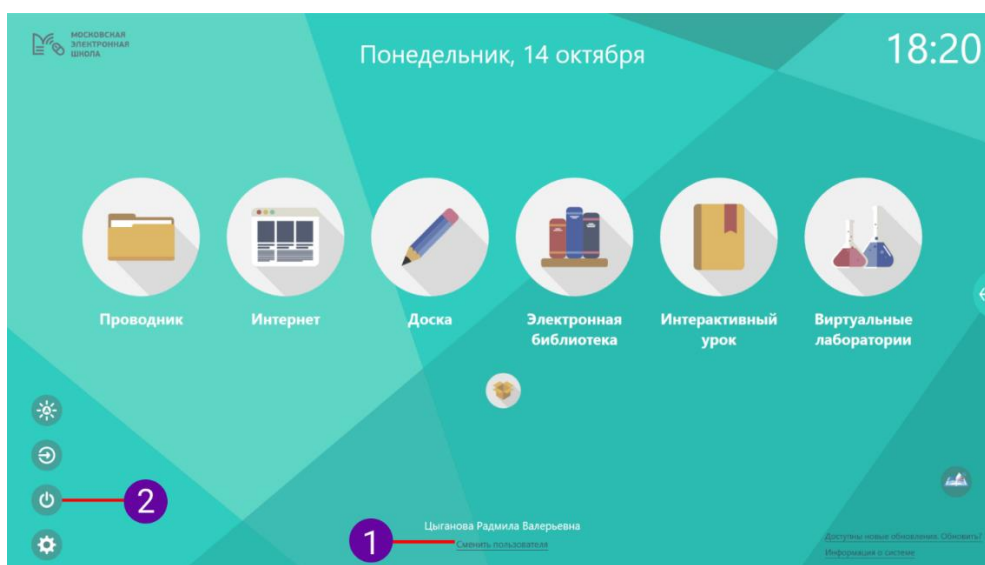 МОСКОВСКАЯ
ЭЛЕКТРОННАЯ
ШКОЛА
Понедельник, 14 октября
18:20
Проводник
Интернет
Доска
Электронная
библиотека
Интерактивный
урок
Виртуальные
лаборатории
2
Цыганова Радмила Валерьевна
1
Сменить пользователя
Доступны новые обновления. Обновить?
Информация о системе